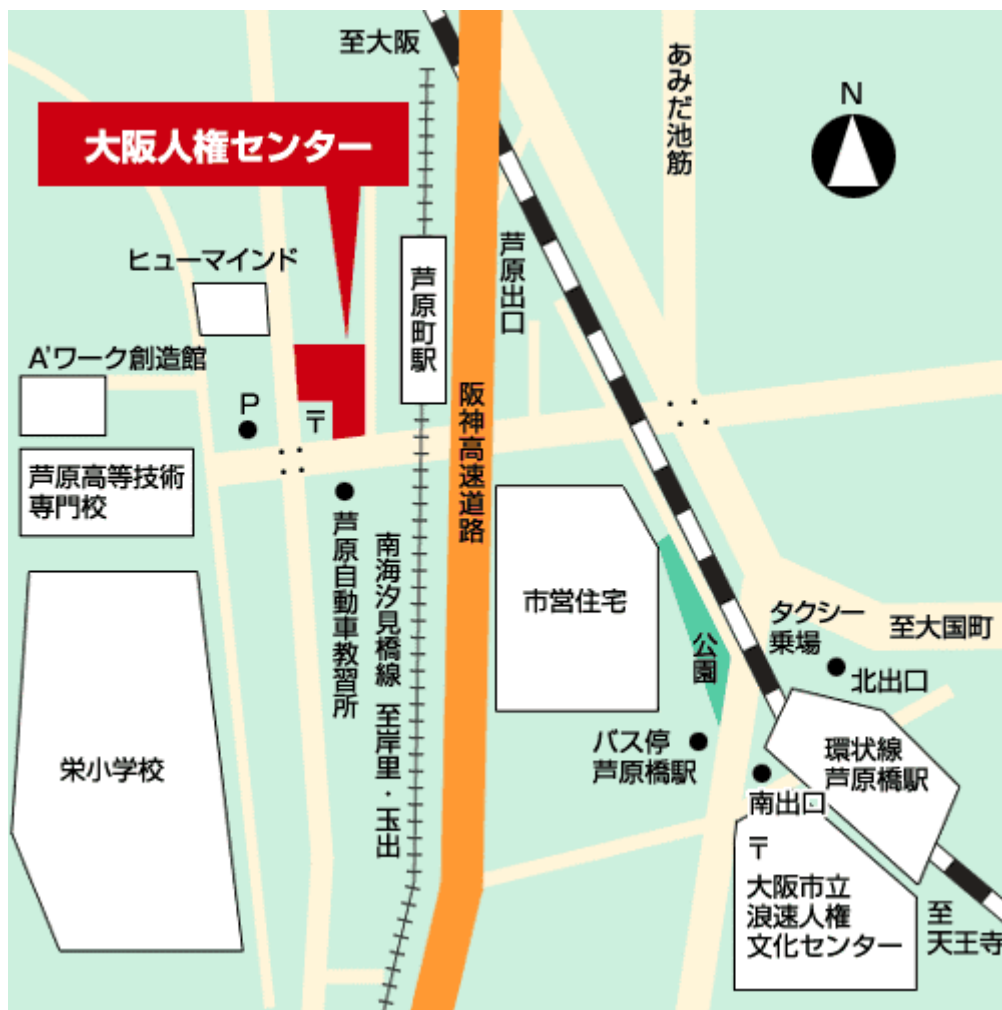 至大阪
あみだ池筋
N
大阪人権センター
ヒューマインド
芦原町駅
芦原出口
A'ワーク創造館
P
〒
阪神高速道路
芦原高等技術
専門校
芦原自動車教習所
南海汐見橋線 至岸里・玉出
市営住宅
公園
タクシー
乗場
至大国町
北出口
栄小学校
バス停
芦原橋駅
環状線
芦原橋駅
南出口
〒
大阪市立
浪速人権
文化センター
至
天王寺